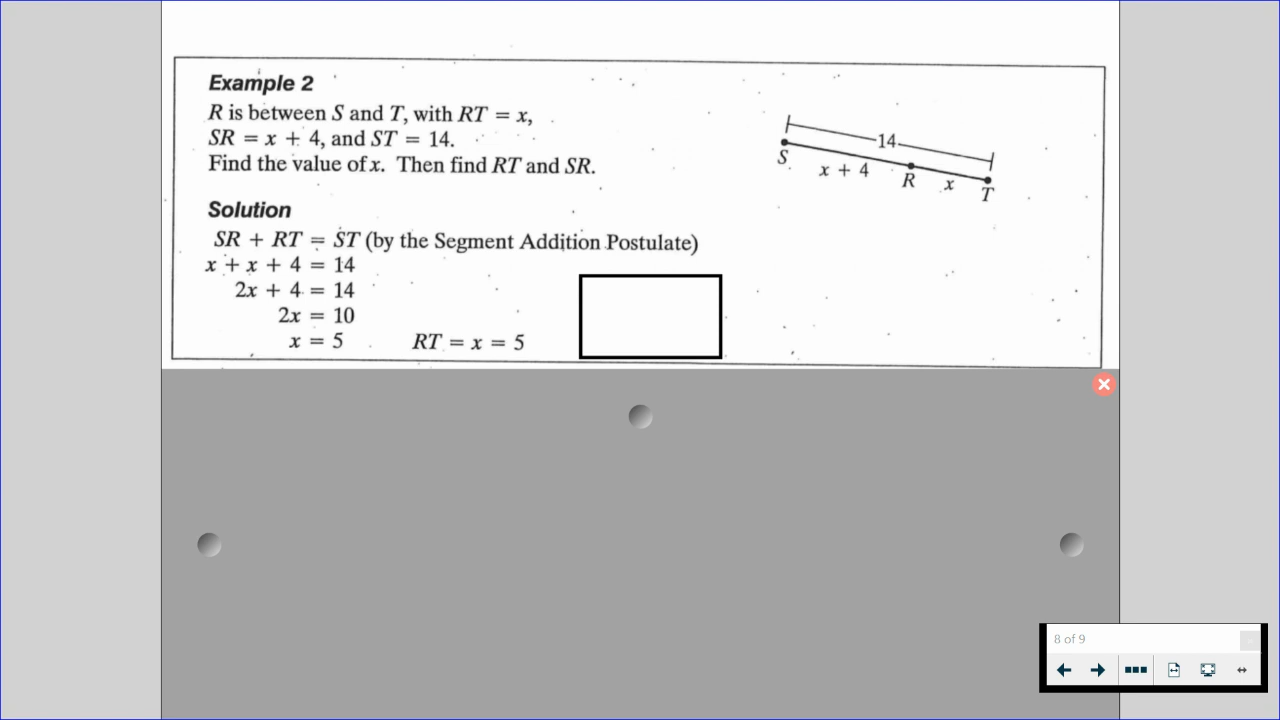 Example 2
R is between S and T, with RT = x,
SR = x + 4, and ST = 14.
Find the value of x. Then find RT and SR.
14
S
x + 4
R
x
T
Solution
SR + RT = ST (by the Segment Addition Postulate)
x + x + 4 = 14
2x + 4 = 14
2x = 10
x = 5 RT = x = 5
8 of 9